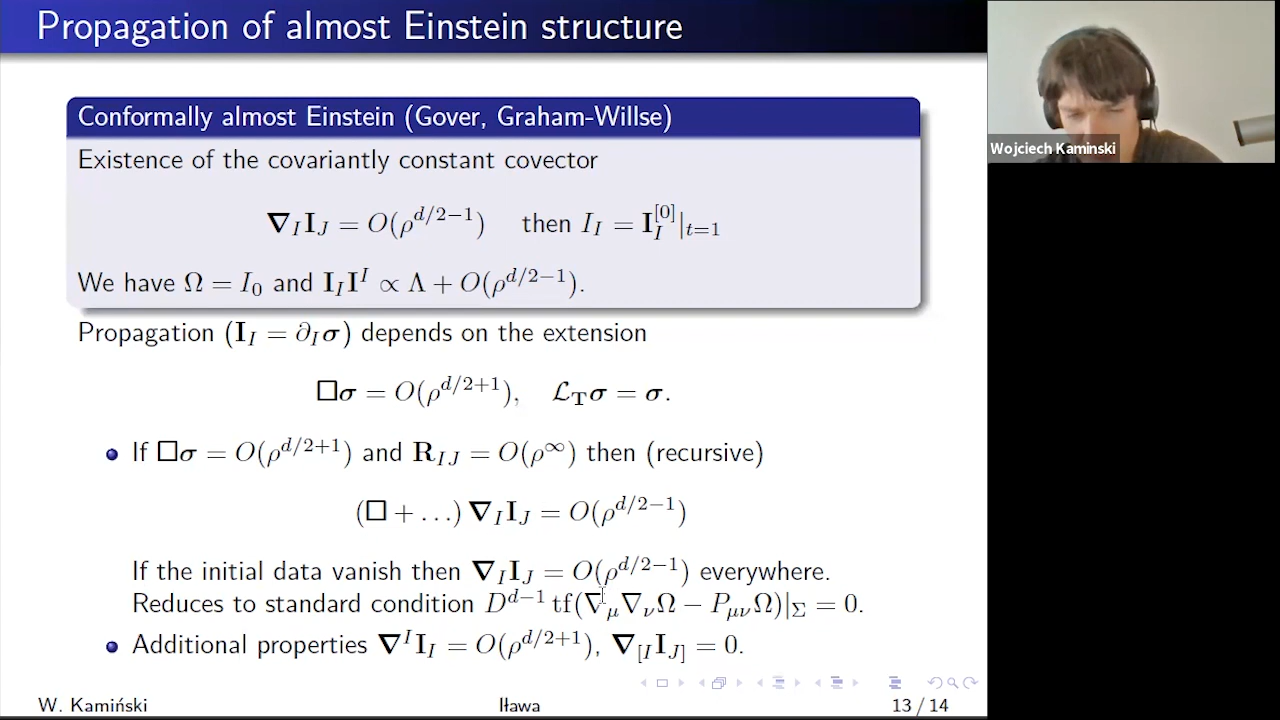 Propagation of almost Einstein structure
Conformally almost Einstein (Gover, Graham-Willse)
Existence of the covariantly constant covector
∇_I I_J = O(ρ^{d/2−1}) then I_I = I_I^{[0]}|_{t=1}
We have Ω = I_0 and I_I I^I ∝ Λ + O(ρ^{d/2−1}).
Propagation (I_I = ∂_I σ) depends on the extension
□σ = O(ρ^{d/2+1}), ℒ_T σ = σ.
If □σ = O(ρ^{d/2+1}) and R_{IJ} = O(ρ^∞) then (recursive)
(□ + …) ∇_I I_J = O(ρ^{d/2−1})
If the initial data vanish then ∇_I I_J = O(ρ^{d/2−1}) everywhere.
Reduces to standard condition D^{d−1} tf(∇_μ∇_νΩ − P_{μν}Ω)|_Σ = 0.
Additional properties ∇^I I_I = O(ρ^{d/2+1}), ∇_{[I} I_{J]} = 0.
W. Kamiński
Iława
13 / 14
Wojciech Kaminski